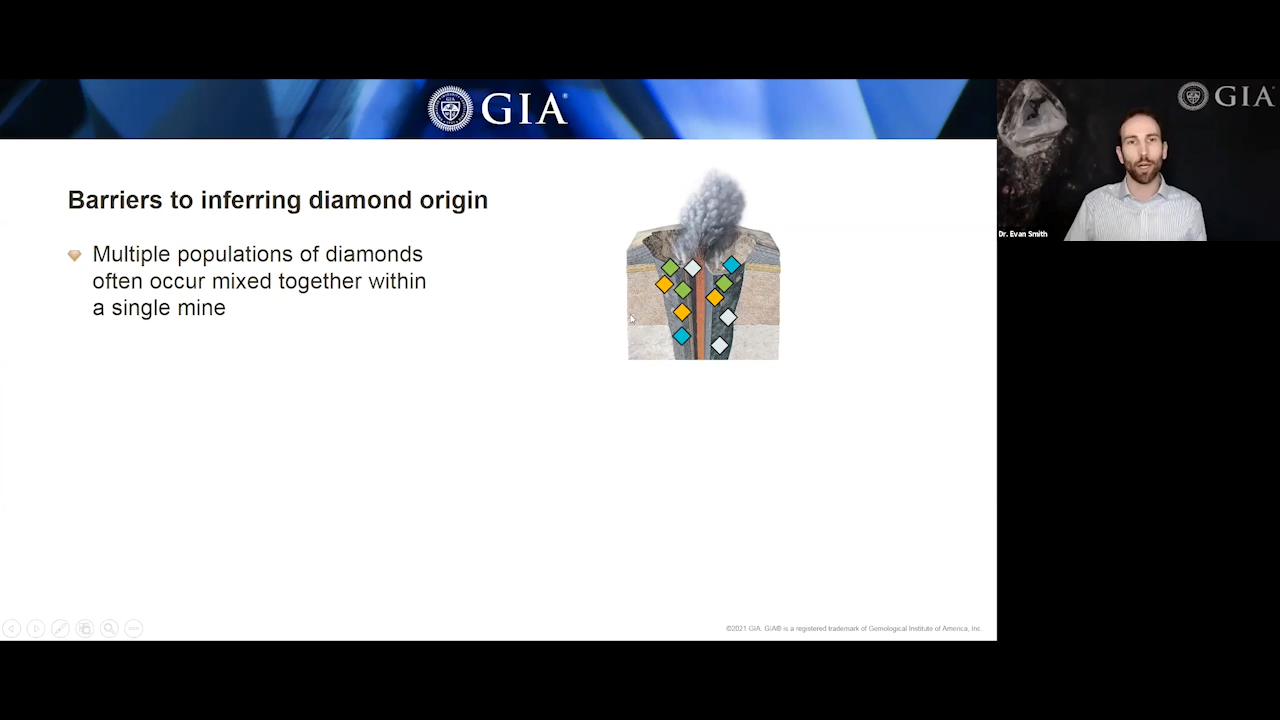 GIA
GIA
Barriers to inferring diamond origin
Multiple populations of diamonds
often occur mixed together within
a single mine
Dr. Evan Smith
©2021 GIA. GIA® is a registered trademark of Gemological Institute of America, Inc.